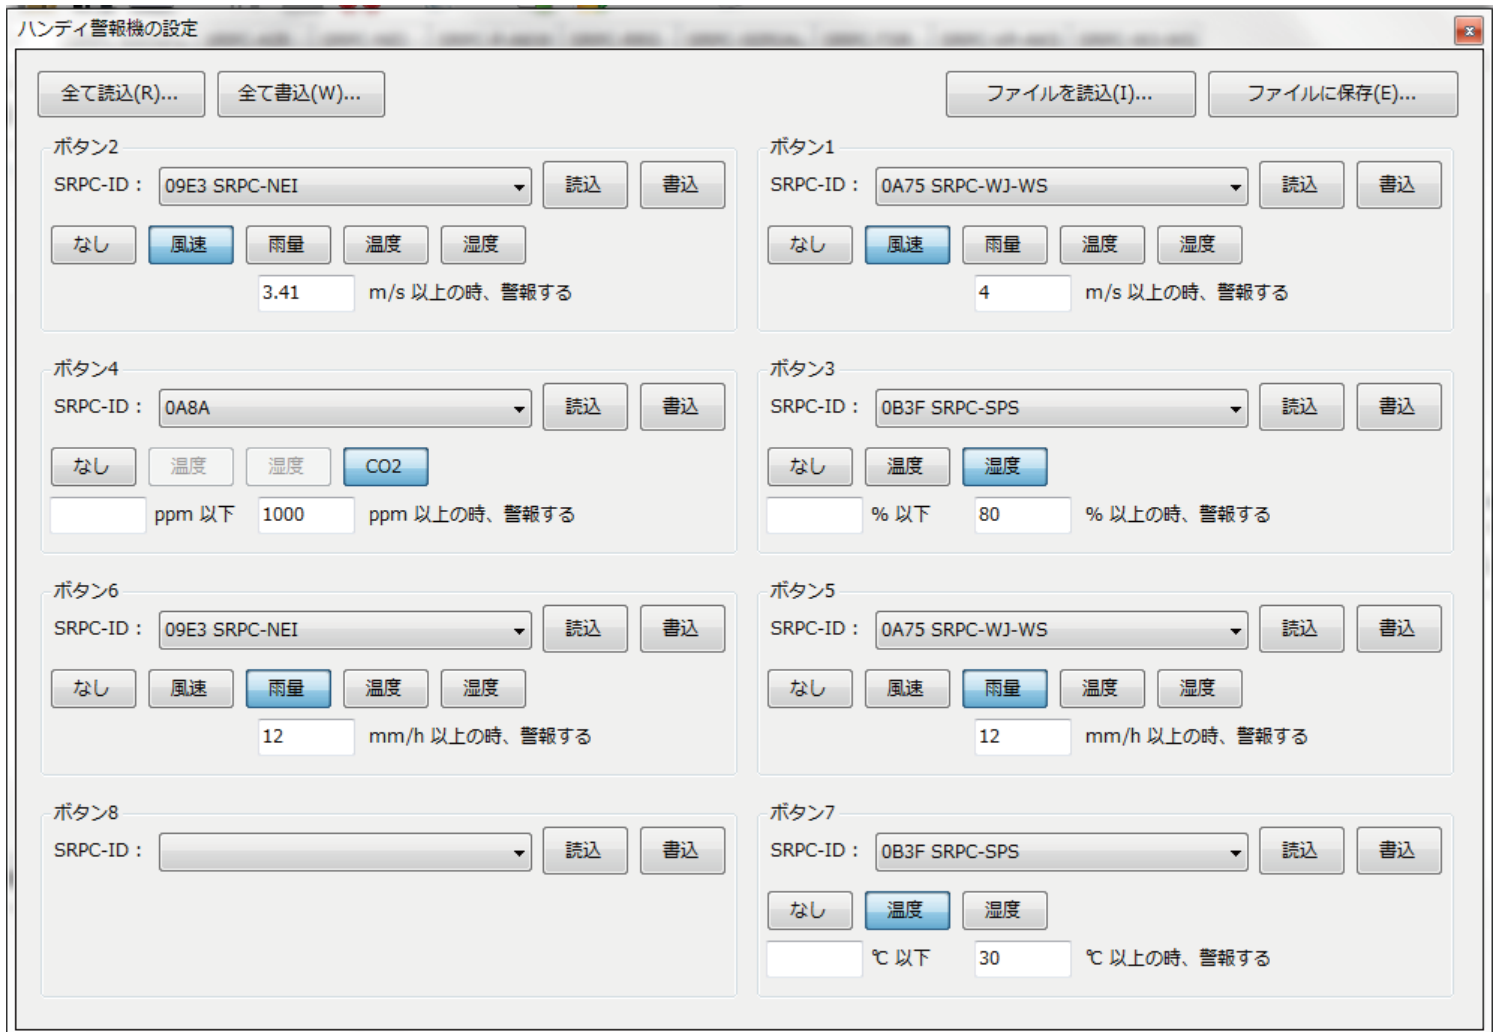 ハンディ警報機の設定
全て読込(R)... 全て書込(W)... ファイルを読込(I)... ファイルに保存(E)...
ボタン2
SRPC-ID： 09E3 SRPC-NEI 読込 書込
なし 風速 雨量 温度 湿度
3.41 m/s 以上の時、警報する
ボタン1
SRPC-ID： 0A75 SRPC-WJ-WS 読込 書込
なし 風速 雨量 温度 湿度
4 m/s 以上の時、警報する
ボタン4
SRPC-ID： 0A8A 読込 書込
なし 温度 湿度 CO2
ppm 以下 1000 ppm 以上の時、警報する
ボタン3
SRPC-ID： 0B3F SRPC-SPS 読込 書込
なし 温度 湿度
% 以下 80 % 以上の時、警報する
ボタン6
SRPC-ID： 09E3 SRPC-NEI 読込 書込
なし 風速 雨量 温度 湿度
12 mm/h 以上の時、警報する
ボタン5
SRPC-ID： 0A75 SRPC-WJ-WS 読込 書込
なし 風速 雨量 温度 湿度
12 mm/h 以上の時、警報する
ボタン8
SRPC-ID： 読込 書込
ボタン7
SRPC-ID： 0B3F SRPC-SPS 読込 書込
なし 温度 湿度
℃ 以下 30 ℃ 以上の時、警報する